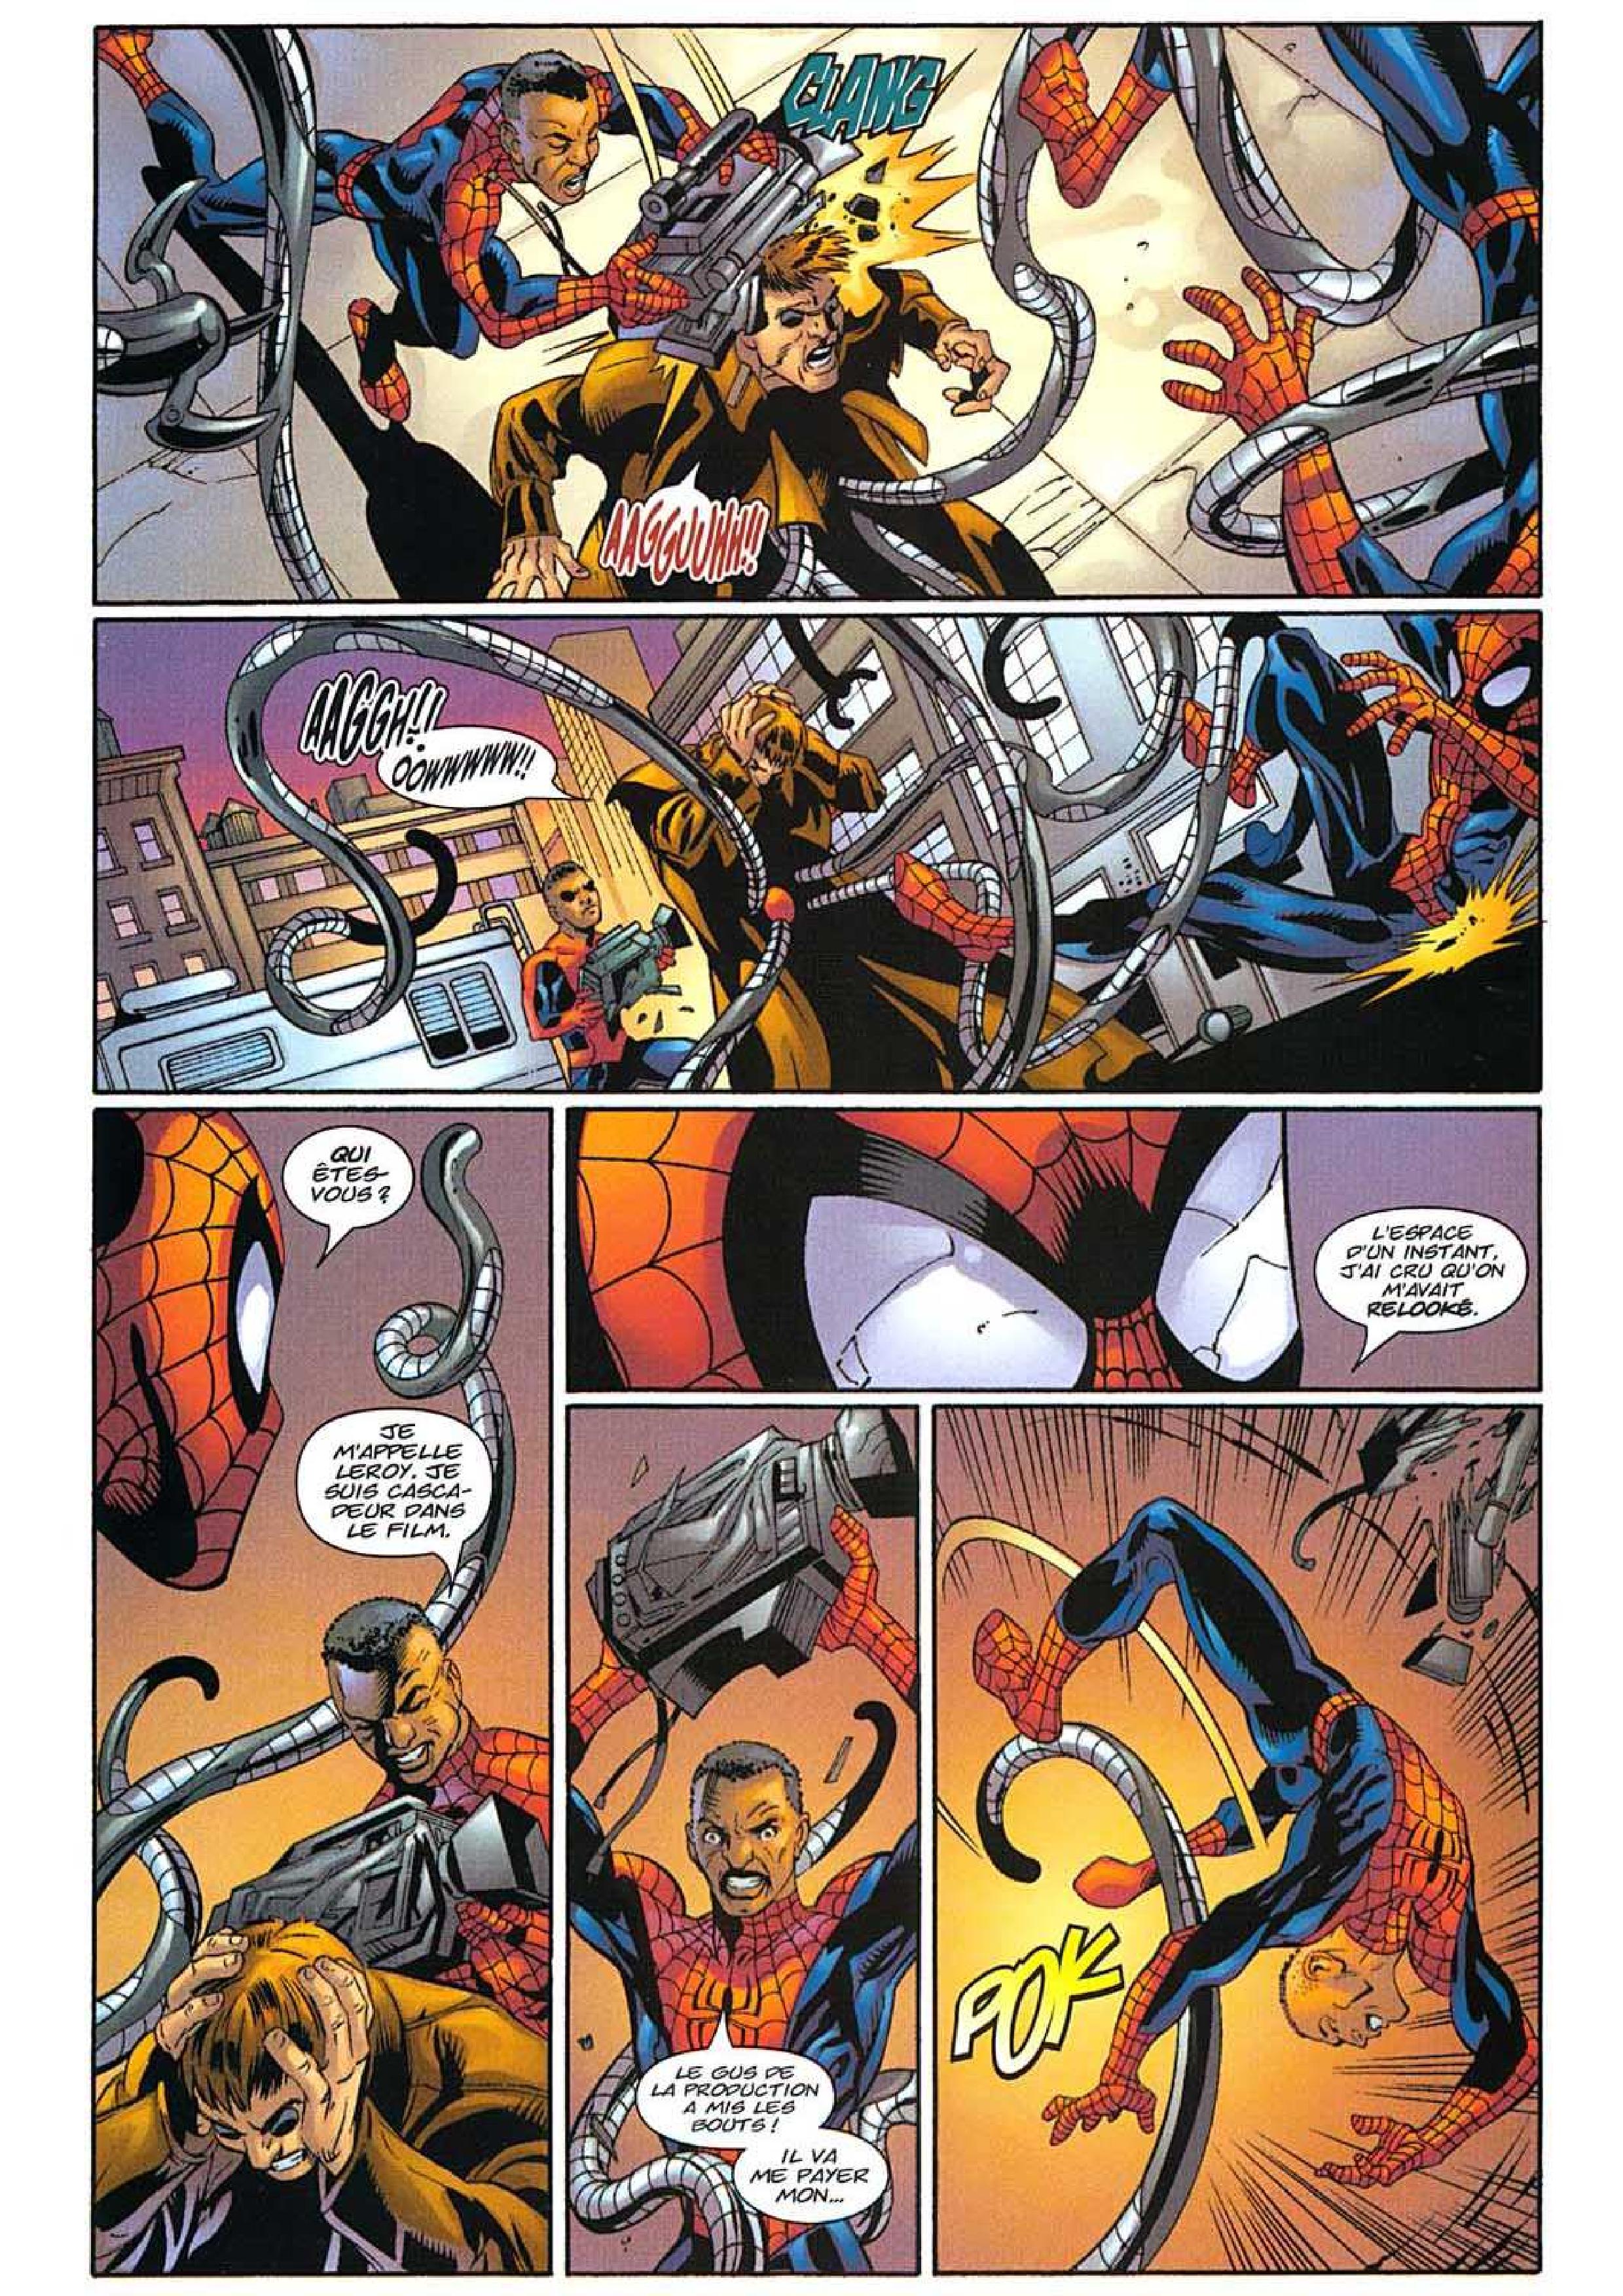 CLANG
AAGGUUHH!!
AAGGH!!
OOWWWWW!!
QUI
ÊTES-
VOUS ?
JE
M'APPELLE
LEROY. JE
SUIS CASCA-
DEUR DANS
LE FILM.
L'ESPACE
D'UN INSTANT,
J'AI CRU QU'ON
M'AVAIT
RELOOKÉ.
LE GUS DE
LA PRODUCTION
A MIS LES
BOUTS !
IL VA
ME PAYER
MON...
POK